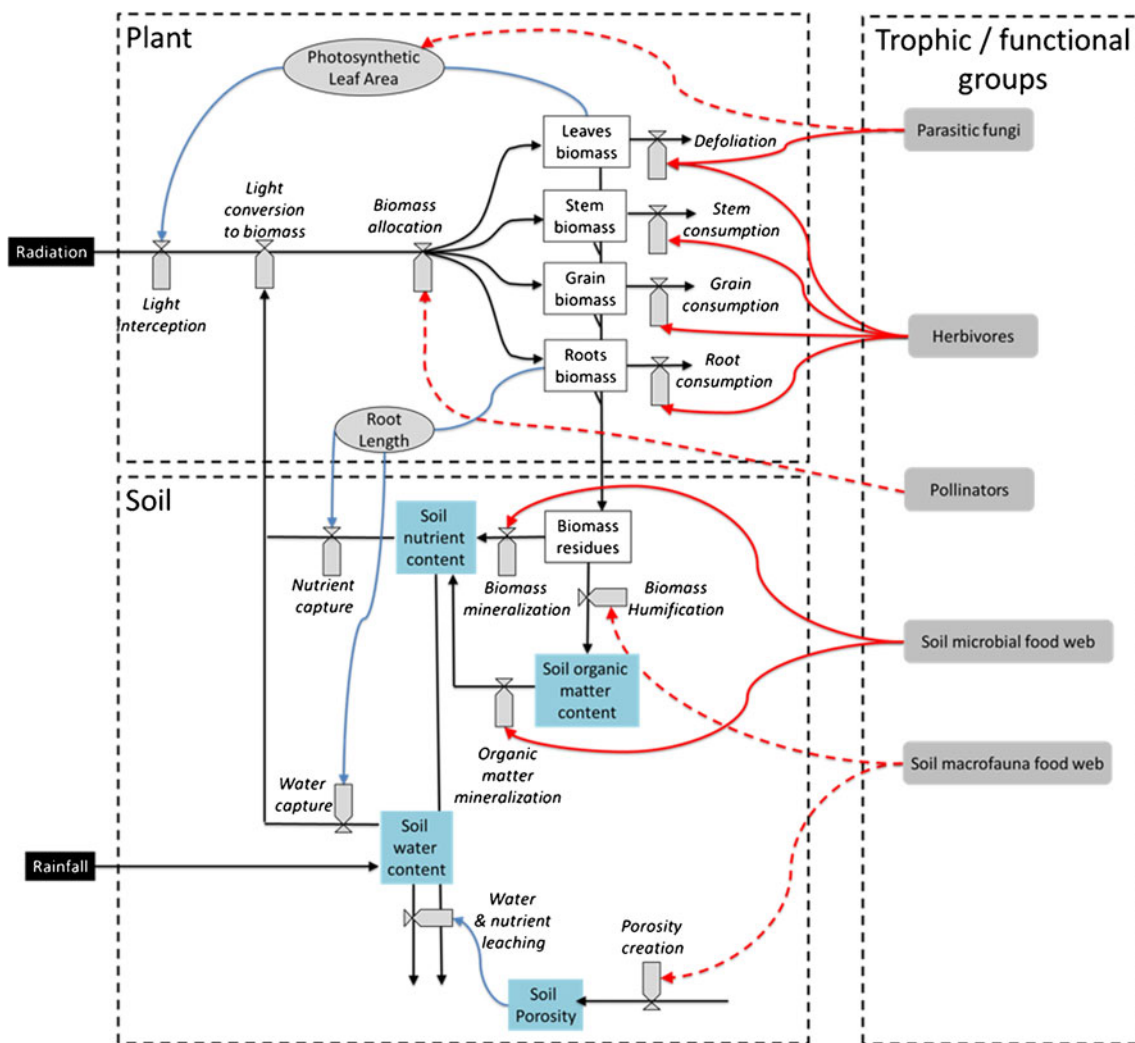 Plant
Trophic / functional
groups
Photosynthetic
Leaf Area
Parasitic fungi
Leaves
biomass
Defoliation
Light
conversion
to biomass
Biomass
allocation
Stem
biomass
Stem
consumption
Radiation
Light
interception
Grain
biomass
Grain
consumption
Herbivores
Roots
biomass
Root
consumption
Root
Length
Pollinators
Soil
Soil
nutrient
content
Biomass
residues
Nutrient
capture
Biomass
mineralization
Biomass
Humification
Soil microbial food web
Soil organic
matter
content
Organic
matter
mineralization
Soil macrofauna food web
Water
capture
Soil
water
content
Rainfall
Water
& nutrient
leaching
Porosity
creation
Soil
Porosity